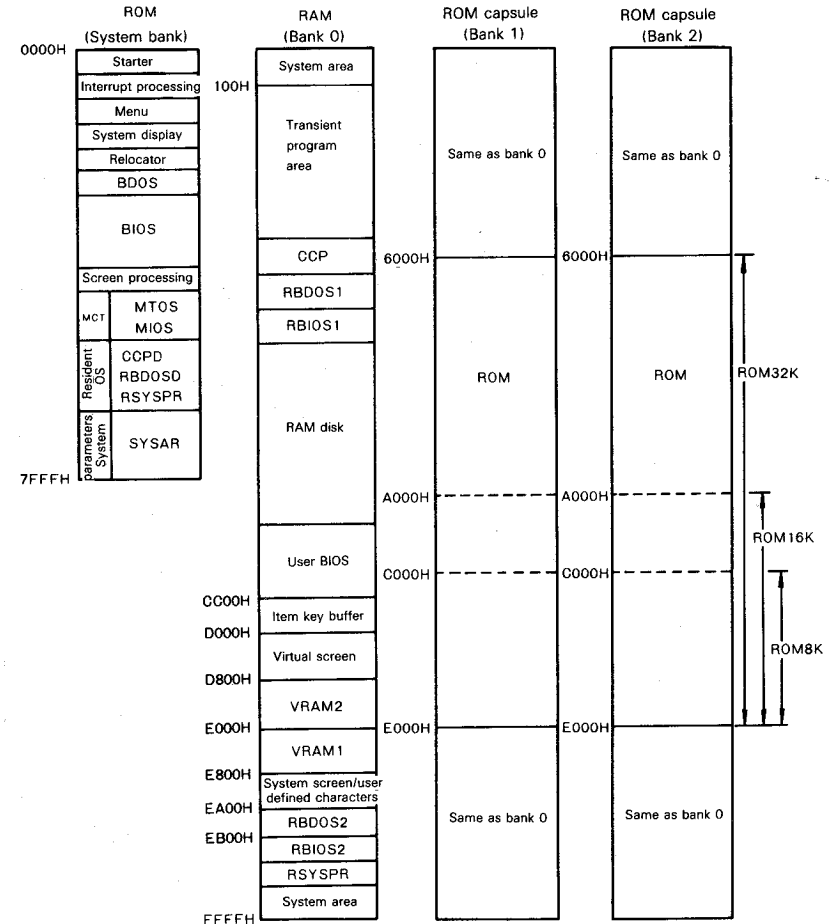 ROM
(System bank)
0000H
Starter
Interrupt processing
Menu
System display
Relocator
BDOS
BIOS
Screen processing
MCT
MTOS
MIOS
Resident
OS
CCPD
RBDOSD
RSYSPR
parameters
System
SYSAR
7FFFH
RAM
(Bank 0)
System area
100H
Transient
program
area
CCP
RBDOS1
RBIOS1
RAM disk
User BIOS
CC00H
Item key buffer
D000H
Virtual screen
D800H
VRAM2
E000H
VRAM1
E800H
System screen/user
defined characters
EA00H
RBDOS2
EB00H
RBIOS2
RSYSPR
System area
FFFFH
ROM capsule
(Bank 1)
Same as bank 0
6000H
ROM
A000H
C000H
E000H
Same as bank 0
ROM capsule
(Bank 2)
Same as bank 0
6000H
ROM
A000H
C000H
E000H
Same as bank 0
ROM32K
ROM16K
ROM8K